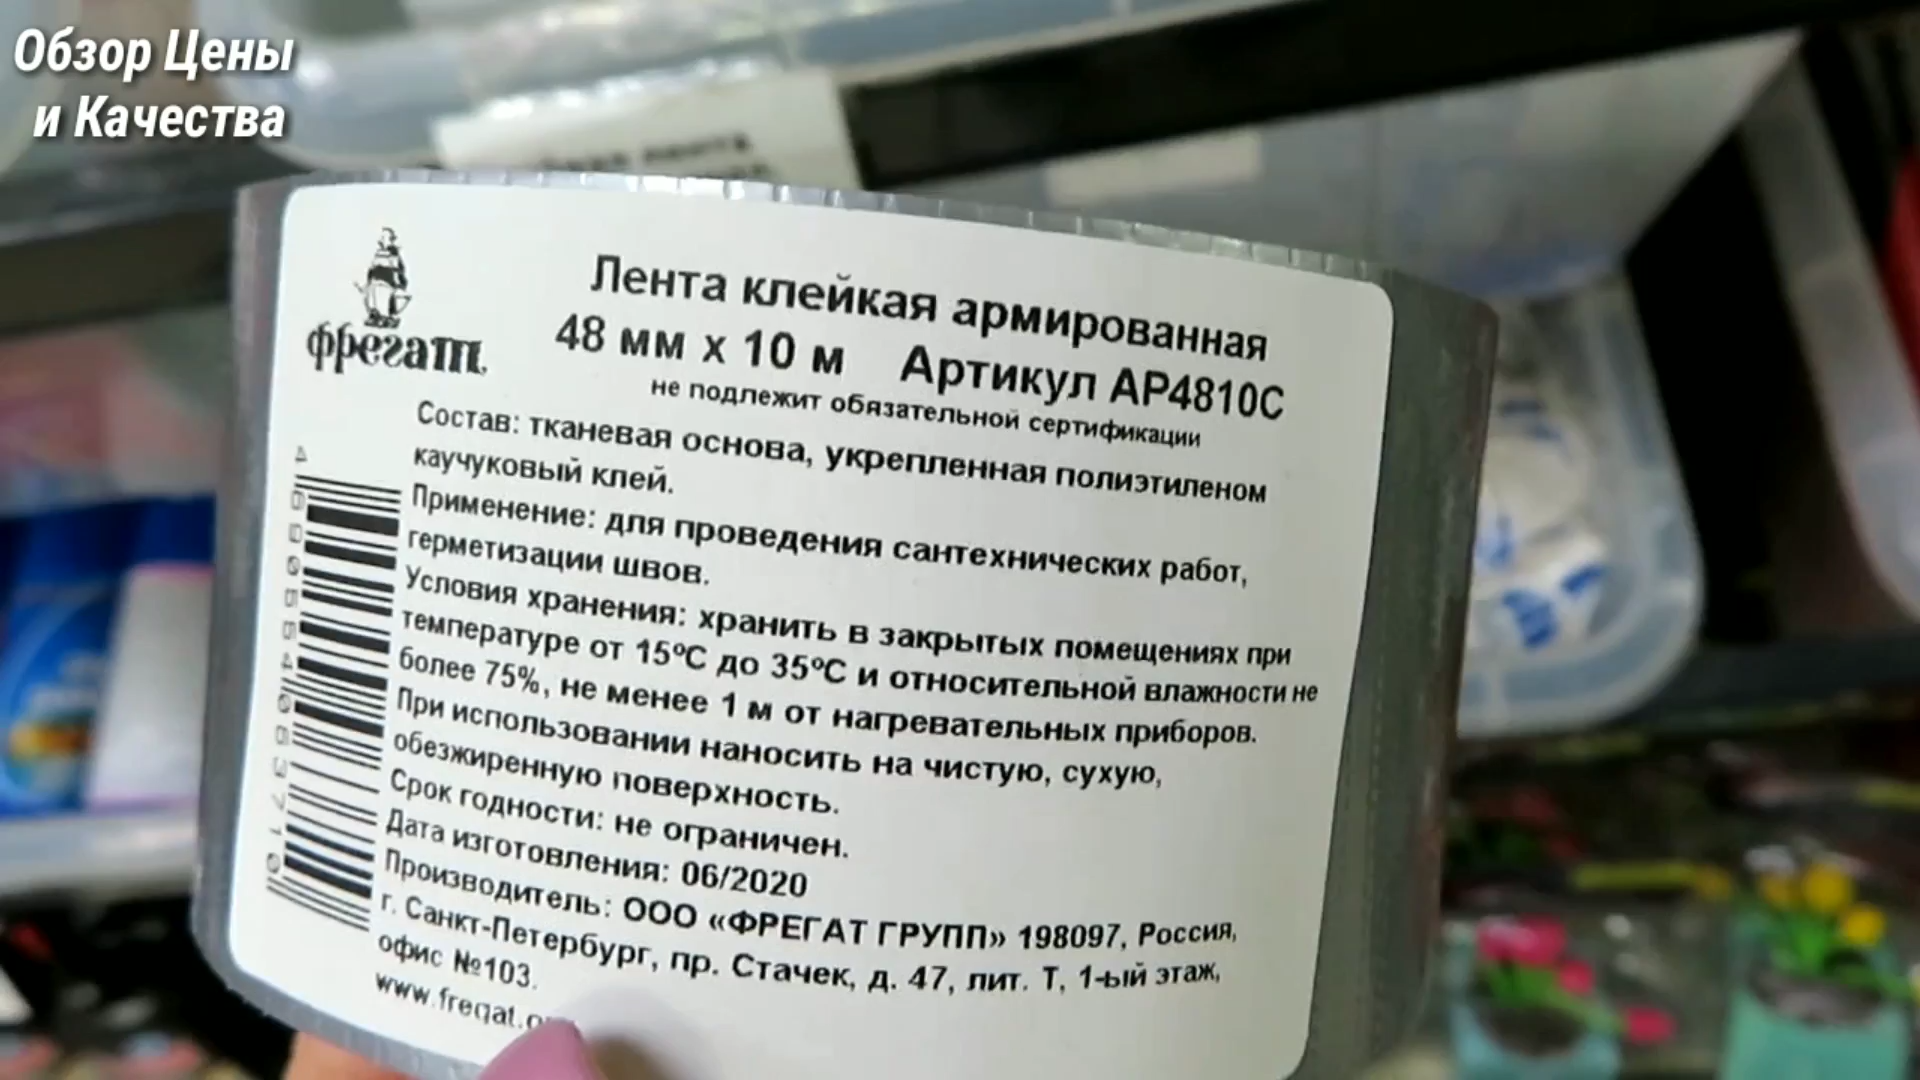 Обзор Цены
и Качества
лента
фрегат
Лента клейкая армированная
48 мм х 10 м Артикул АР4810С
не подлежит обязательной сертификации
Состав: тканевая основа, укрепленная полиэтиленом
каучуковый клей.
Применение: для проведения сантехнических работ,
герметизации швов.
Условия хранения: хранить в закрытых помещениях при
температуре от 15ºС до 35ºС и относительной влажности не
более 75%, не менее 1 м от нагревательных приборов.
При использовании наносить на чистую, сухую,
обезжиренную поверхность.
Срок годности: не ограничен.
Дата изготовления: 06/2020
Производитель: ООО «ФРЕГАТ ГРУПП» 198097, Россия,
г. Санкт-Петербург, пр. Стачек, д. 47, лит. Т, 1-ый этаж,
офис №103.